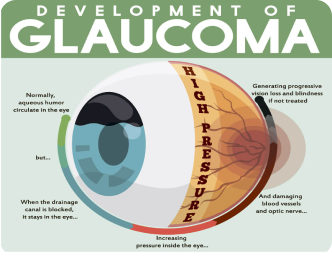 DEVELOPMENT OF
GLAUCOMA
Normally,
aqueous humor
circulate in the eye
but...
When the drainage
canal is blocked,
it stays in the eye...
Increasing
pressure inside the eye...
HIGH PRESSURE
And damaging
blood vessels
and optic nerve...
Generating progressive
vision loss and blindness
if not treated